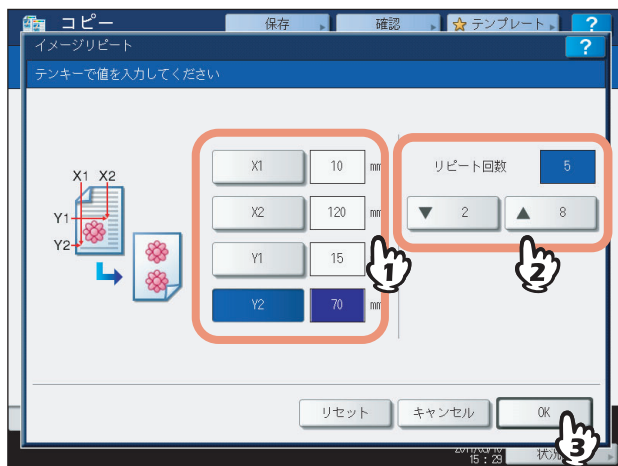 コピー 保存 確認 テンプレート ?
イメージリピート ?
テンキーで値を入力してください
X1 X2
Y1
Y2
X1 10 mm
X2 120 mm
Y1 15
Y2 70 mm
リピート回数 5
2 8
1
2
リセット キャンセル OK
3
15:29